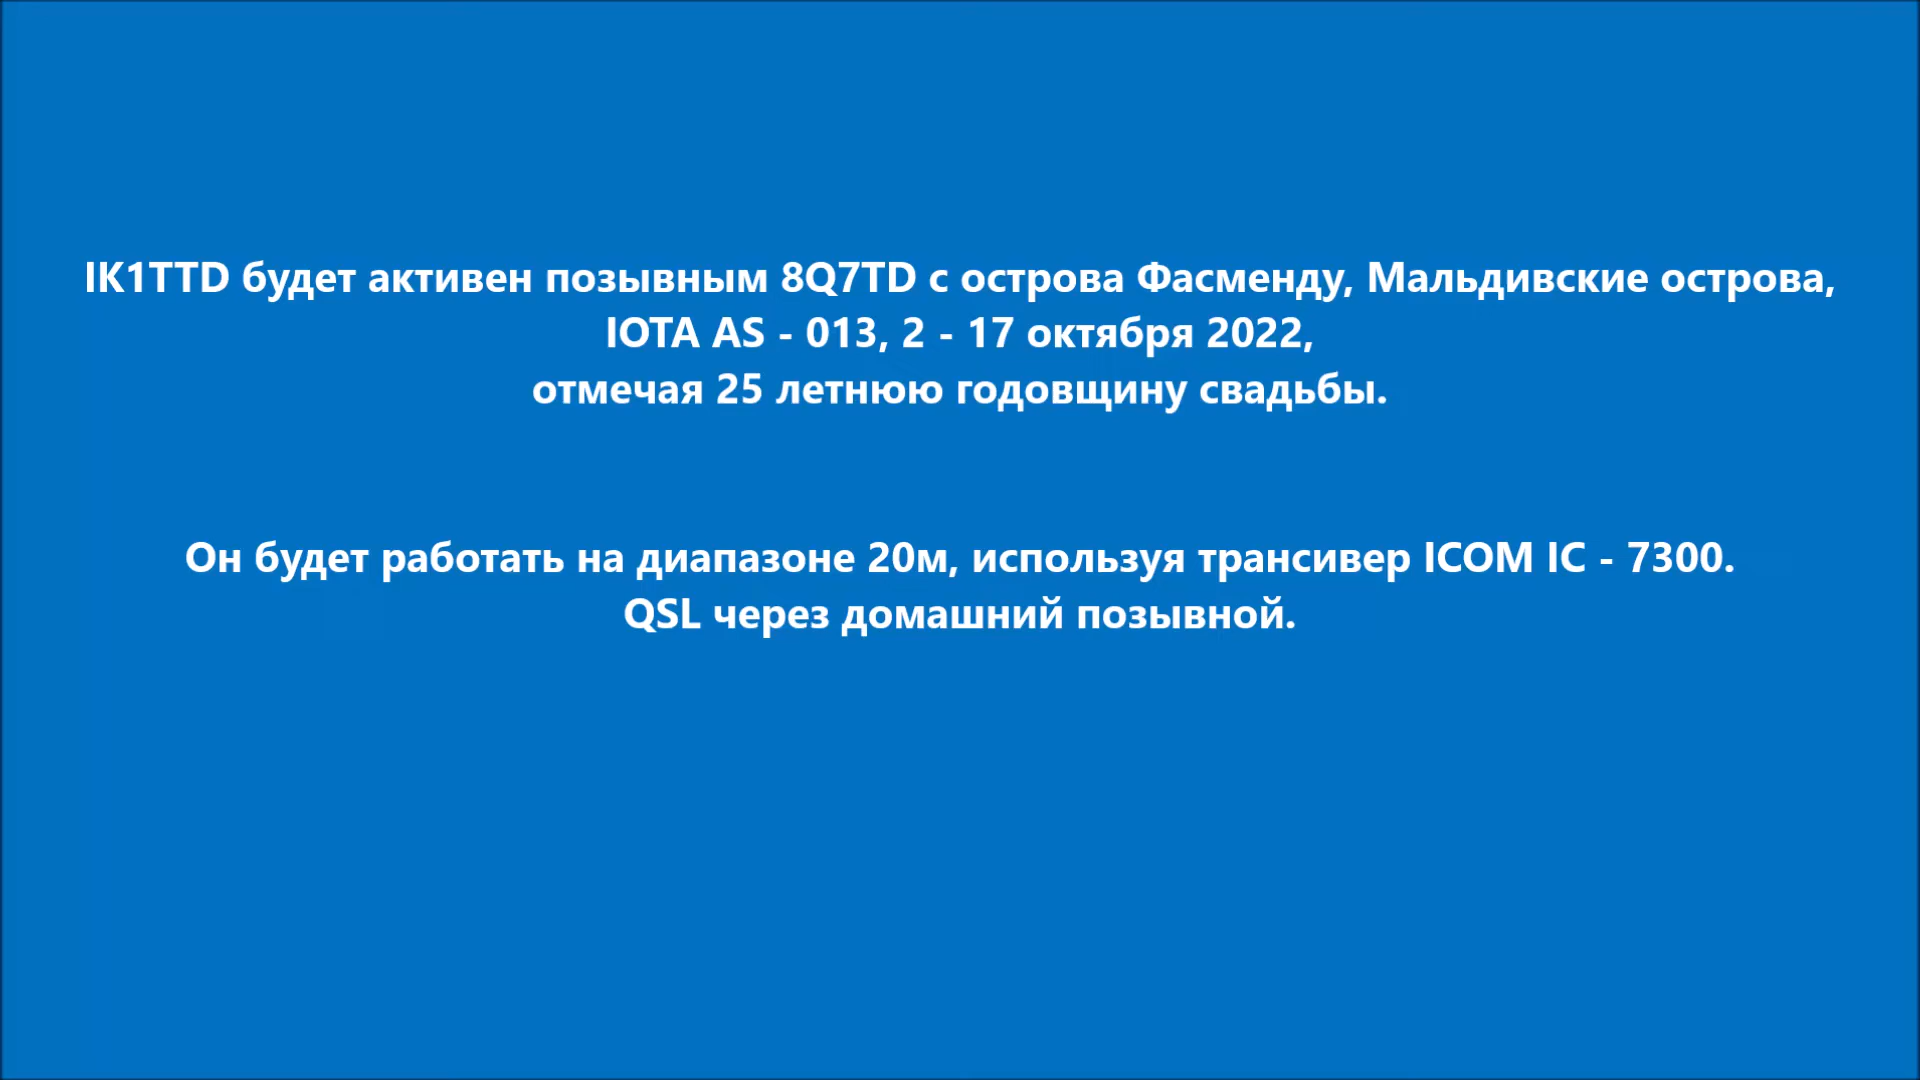 IK1TTD будет активен позывным 8Q7TD с острова Фасменду, Мальдивские острова,
IOTA AS - 013, 2 - 17 октября 2022,
отмечая 25 летнюю годовщину свадьбы.
Он будет работать на диапазоне 20м, используя трансивер ICOM IC - 7300.
QSL через домашний позывной.